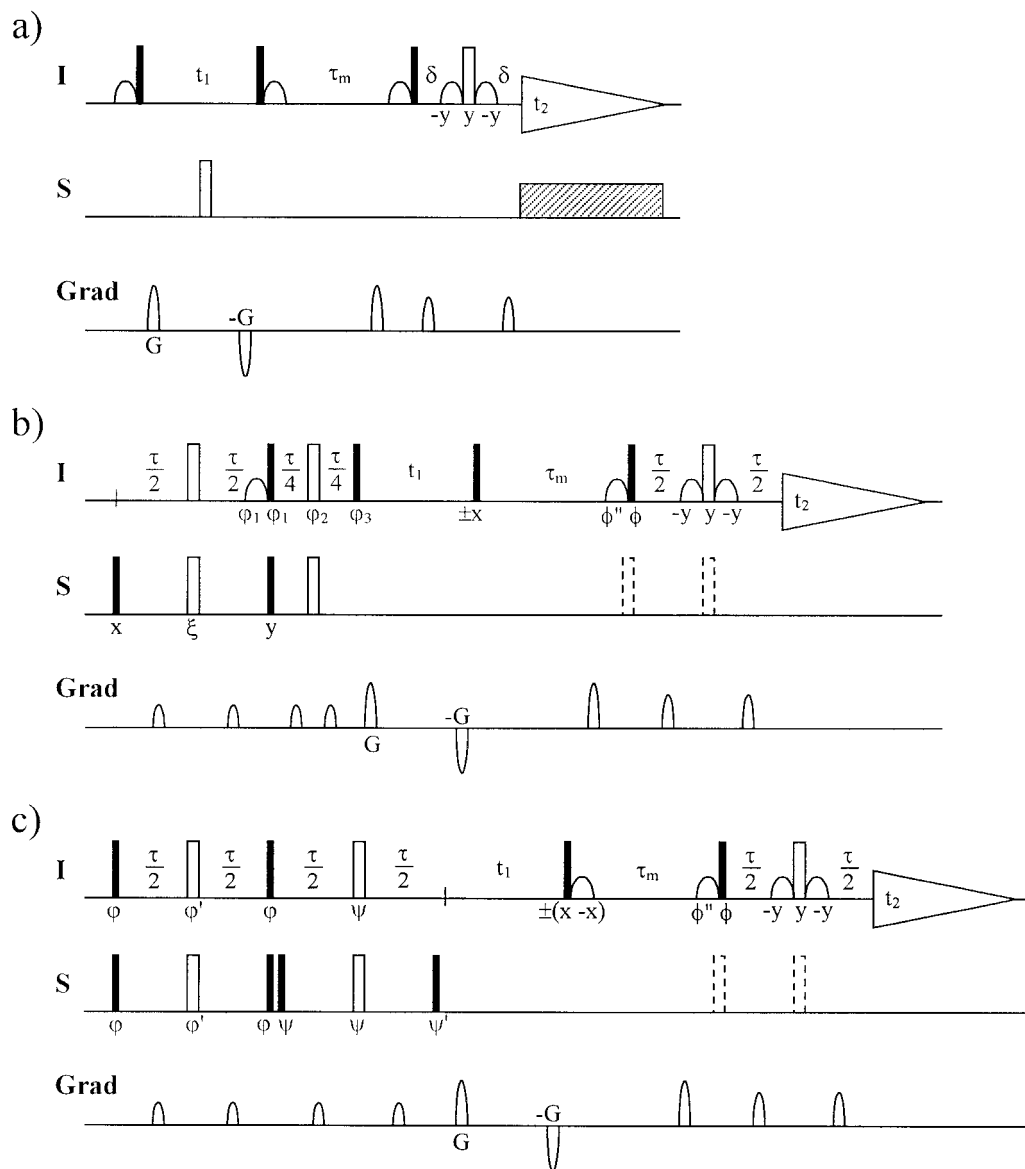 a)
I t₁ τₘ δ δ
-y y -y t₂
S
Grad
G -G
b)
I τ/2 τ/2 τ/4 τ/4 t₁ τₘ τ/2 τ/2
φ₁ φ₁ φ₂ φ₃ ±x ϕ" ϕ -y y -y t₂
S
x ξ y
Grad
G -G
c)
I τ/2 τ/2 τ/2 τ/2 t₁ τₘ τ/2 τ/2
φ φ' φ ψ ±(x -x) ϕ" ϕ -y y -y t₂
S
φ φ' φ ψ ψ ψ'
Grad
G -G